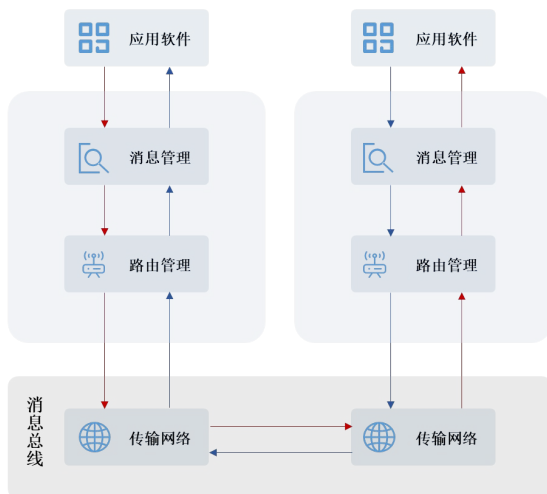 应用软件
应用软件
消息管理
消息管理
路由管理
路由管理
消息总线
传输网络
传输网络